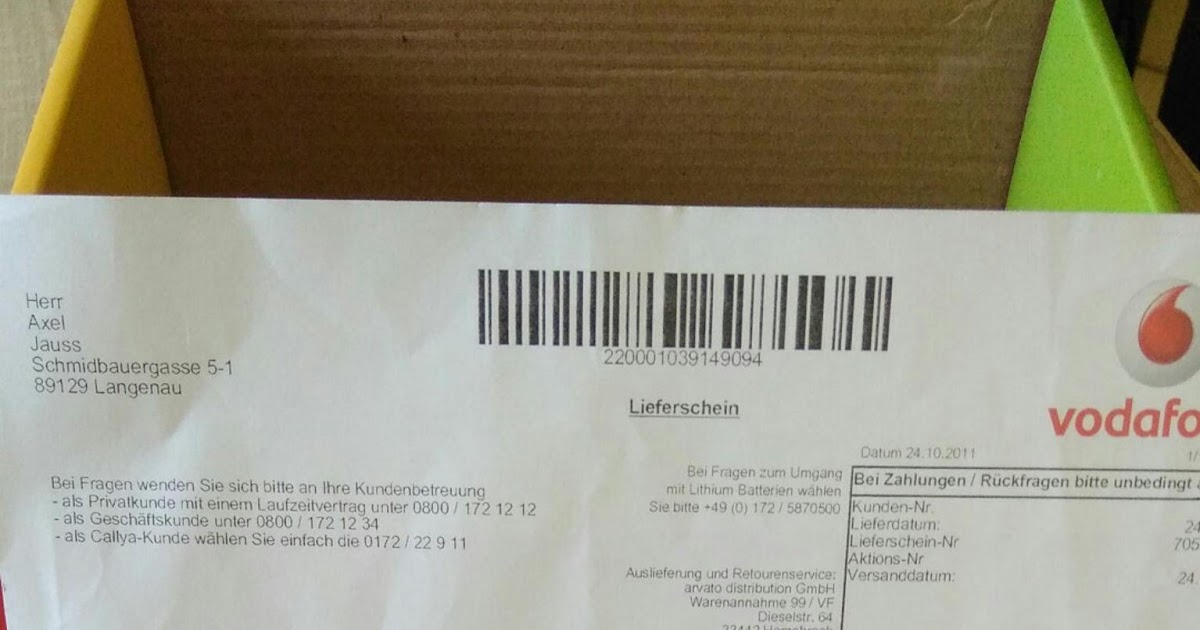 Herr
Axel
Jauss
Schmidbauergasse 5-1
89129 Langenau
220001039149094
Lieferschein
vodafo
Datum 24.10.2011
1/
Bei Fragen wenden Sie sich bitte an Ihre Kundenbetreuung
- als Privatkunde mit einem Laufzeitvertrag unter 0800 / 172 12 12
- als Geschäftskunde unter 0800 / 172 12 34
- als Callya-Kunde wählen Sie einfach die 0172 / 22 9 11
Bei Fragen zum Umgang
mit Lithium Batterien wählen
Sie bitte +49 (0) 172 / 5870500
Bei Zahlungen / Rückfragen bitte unbedingt
Kunden-Nr.
Lieferdatum: 24
Lieferschein-Nr 705
Aktions-Nr
Versanddatum: 24.
Auslieferung und Retourenservice:
arvato distribution GmbH
Warenannahme 99 / VF
Dieselstr. 64